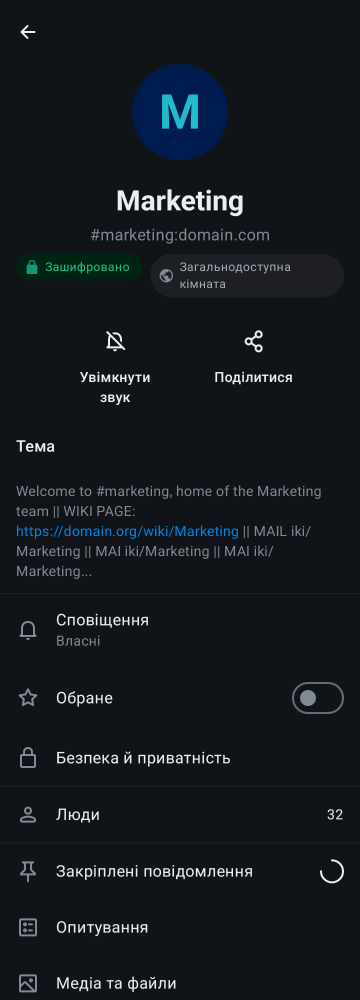 M
Marketing
#marketing:domain.com
Зашифровано
Загальнодоступна
кімната
Увімкнути
звук
Поділитися
Тема
Welcome to #marketing, home of the Marketing
team || WIKI PAGE:
https://domain.org/wiki/Marketing || MAIL iki/
Marketing || MAI iki/Marketing || MAI iki/
Marketing...
Сповіщення
Власні
Обране
Безпека й приватність
Люди 32
Закріплені повідомлення
Опитування
Медіа та файли